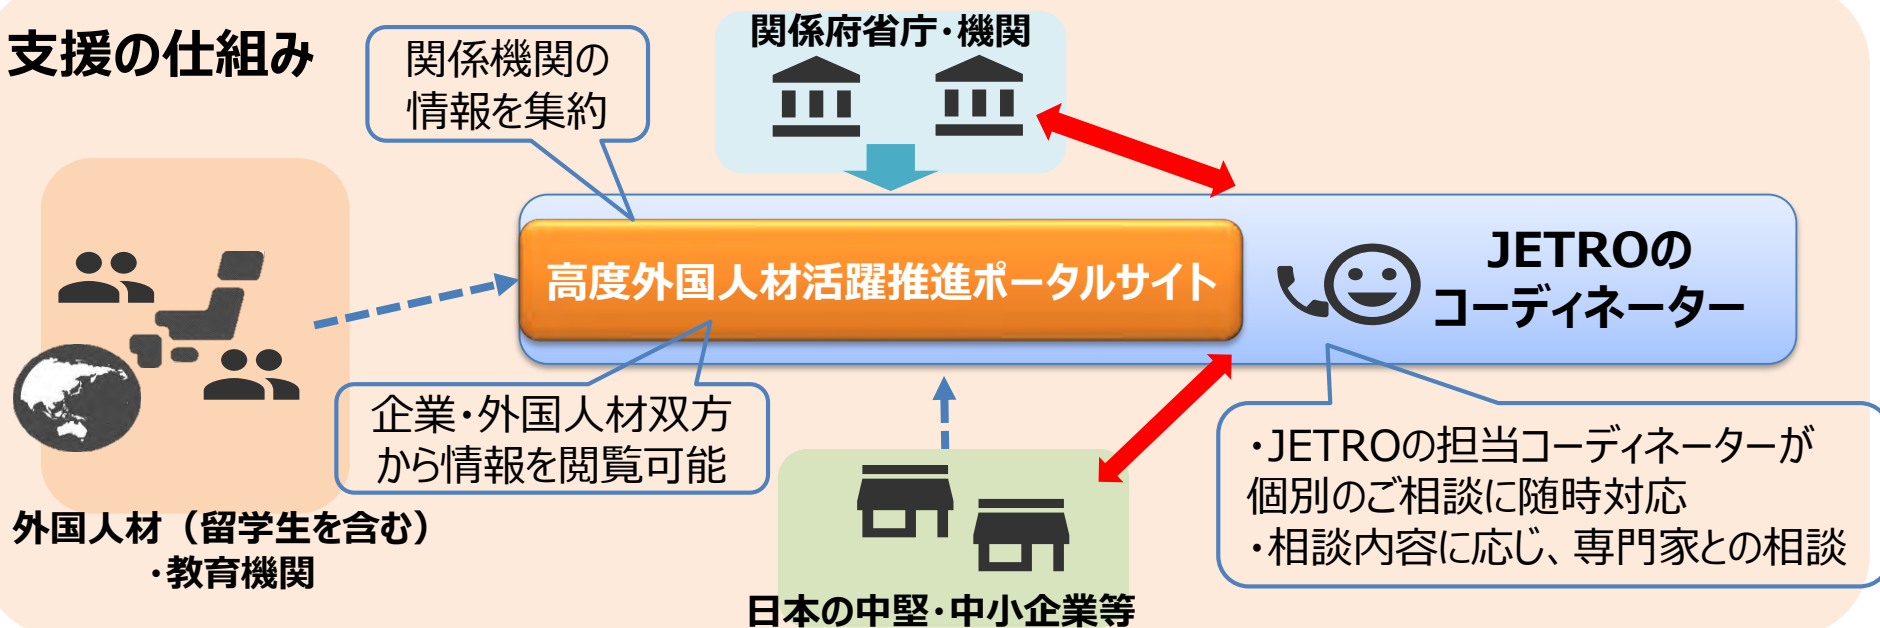 支援の仕組み
関係機関の
情報を集約
関係府省庁・機関
高度外国人材活躍推進ポータルサイト
JETROの
コーディネーター
企業・外国人材双方
から情報を閲覧可能
・JETROの担当コーディネーターが
個別のご相談に随時対応
・相談内容に応じ、専門家との相談
外国人材（留学生を含む）
・教育機関
日本の中堅・中小企業等